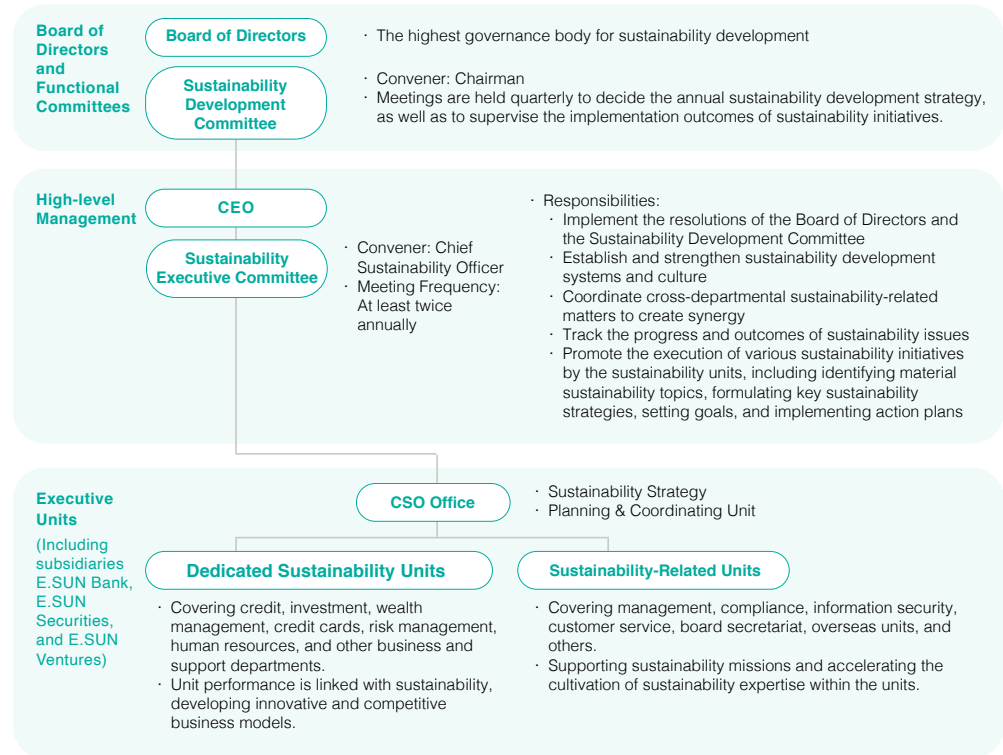 Board of
Directors
and
Functional
Committees
Board of Directors
· The highest governance body for sustainability development
Sustainability
Development
Committee
· Convener: Chairman
· Meetings are held quarterly to decide the annual sustainability development strategy,
as well as to supervise the implementation outcomes of sustainability initiatives.
High-level
Management
CEO
Sustainability
Executive Committee
· Convener: Chief
Sustainability Officer
· Meeting Frequency:
At least twice
annually
· Responsibilities:
· Implement the resolutions of the Board of Directors and
the Sustainability Development Committee
· Establish and strengthen sustainability development
systems and culture
· Coordinate cross-departmental sustainability-related
matters to create synergy
· Track the progress and outcomes of sustainability issues
· Promote the execution of various sustainability initiatives
by the sustainability units, including identifying material
sustainability topics, formulating key sustainability
strategies, setting goals, and implementing action plans
Executive
Units
(Including
subsidiaries
E.SUN Bank,
E.SUN
Securities,
and E.SUN
Ventures)
CSO Office
· Sustainability Strategy
· Planning & Coordinating Unit
Dedicated Sustainability Units
· Covering credit, investment, wealth
management, credit cards, risk management,
human resources, and other business and
support departments.
· Unit performance is linked with sustainability,
developing innovative and competitive
business models.
Sustainability-Related Units
· Covering management, compliance, information security,
customer service, board secretariat, overseas units, and
others.
· Supporting sustainability missions and accelerating the
cultivation of sustainability expertise within the units.